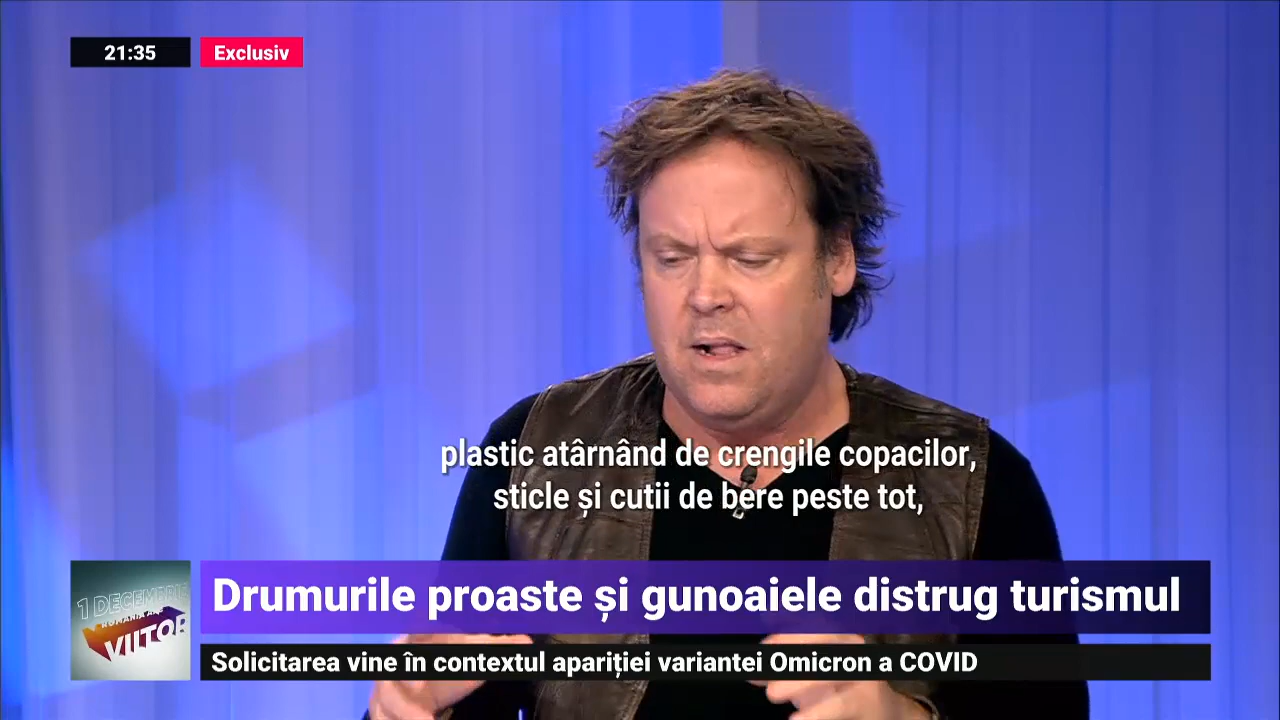 21:35
Exclusiv
plastic atârnând de crengile copacilor,
sticle și cutii de bere peste tot,
Drumurile proaste și gunoaiele distrug turismul
1 DECEMBRIE
VIITOR
Solicitarea vine în contextul apariției variantei Omicron a COVID